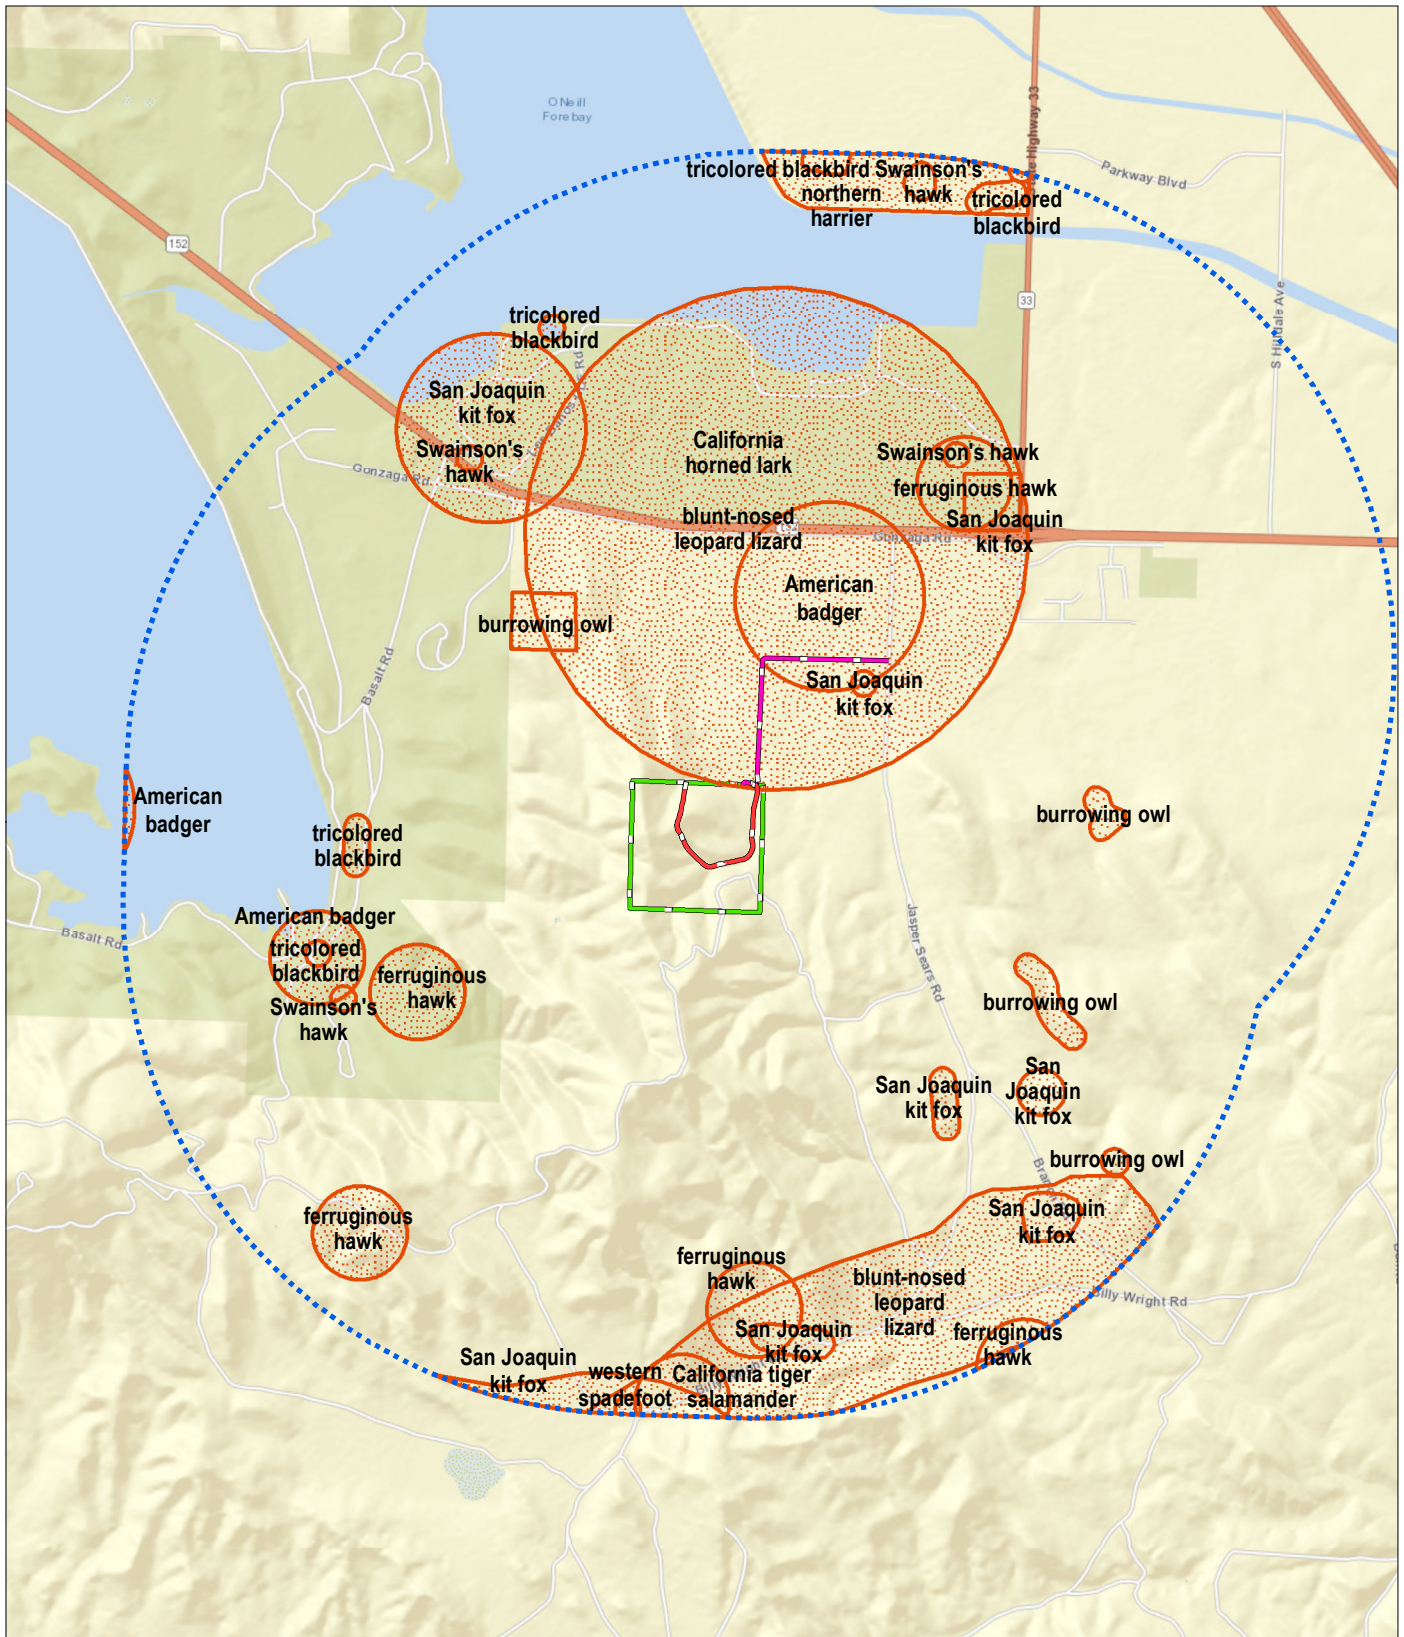 O Neill
Forebay
State Highway 33
Parkway Blvd
tricolored blackbird
Swainson's
hawk
northern
harrier
tricolored
blackbird
152
33
S Hilldale Ave
tricolored
blackbird
San Joaquin
kit fox
Swainson's
hawk
Gonzaga Rd
California
horned lark
Swainson's hawk
ferruginous hawk
San Joaquin
kit fox
blunt-nosed
leopard lizard
152
Gonzaga Rd
American
badger
burrowing owl
Basalt Rd
San Joaquin
kit fox
American
badger
tricolored
blackbird
burrowing owl
American badger
Basalt Rd
tricolored
blackbird
ferruginous
hawk
Swainson's
hawk
Jasper Sears Rd
burrowing owl
San Joaquin
kit fox
San
Joaquin
kit fox
burrowing owl
San Joaquin
kit fox
ferruginous
hawk
ferruginous
hawk
blunt-nosed
leopard
lizard
Billy Wright Rd
San Joaquin
kit fox
ferruginous
hawk
San Joaquin
kit fox
western
spadefoot
California tiger
salamander